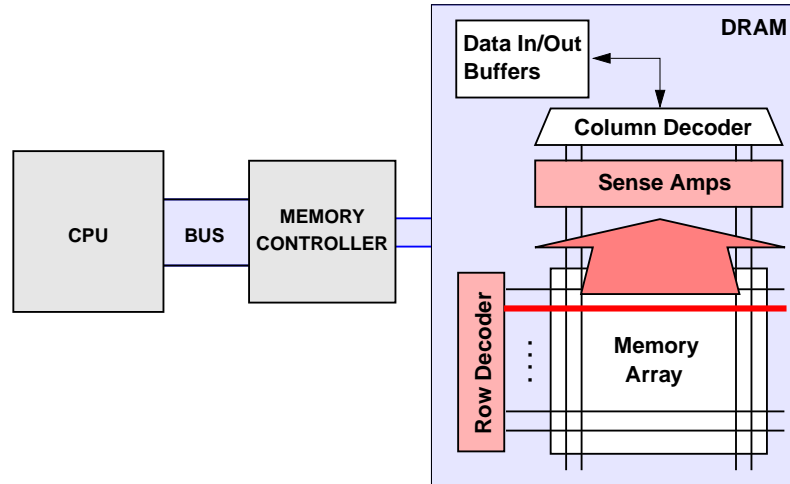 DRAM
Data In/Out
Buffers
Column Decoder
Sense Amps
CPU
BUS
MEMORY
CONTROLLER
Row Decoder
Memory
Array